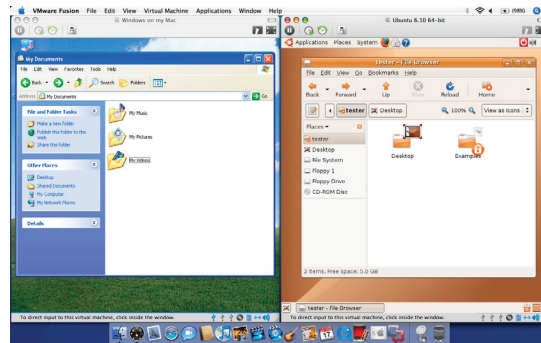 VMware Fusion File Edit View Virtual Machine Applications Window Help (98%)
Windows on my Mac
My Documents
File Edit View Favorites Tools Help
Back Search Folders
Address My Documents Go
File and Folder Tasks
Make a new folder
Publish this folder to the Web
Share this folder
Other Places
Desktop
Shared Documents
My Computer
My Network Places
Details
My Music
My Pictures
My Videos
To direct input to this virtual machine, click inside the window.
Ubuntu 6.10 64-bit
Applications Places System
tester - File Browser
File Edit View Go Bookmarks Help
Back Forward Up Stop Reload Home
tester Desktop 100% View as Icons
Places
tester
Desktop
File System
Floppy 1
Floppy Drive
CD-ROM Disc
Desktop
Examples
2 items, Free space: 5.0 GB
tester - File Browser
To direct input to this virtual machine, click inside the window.
17